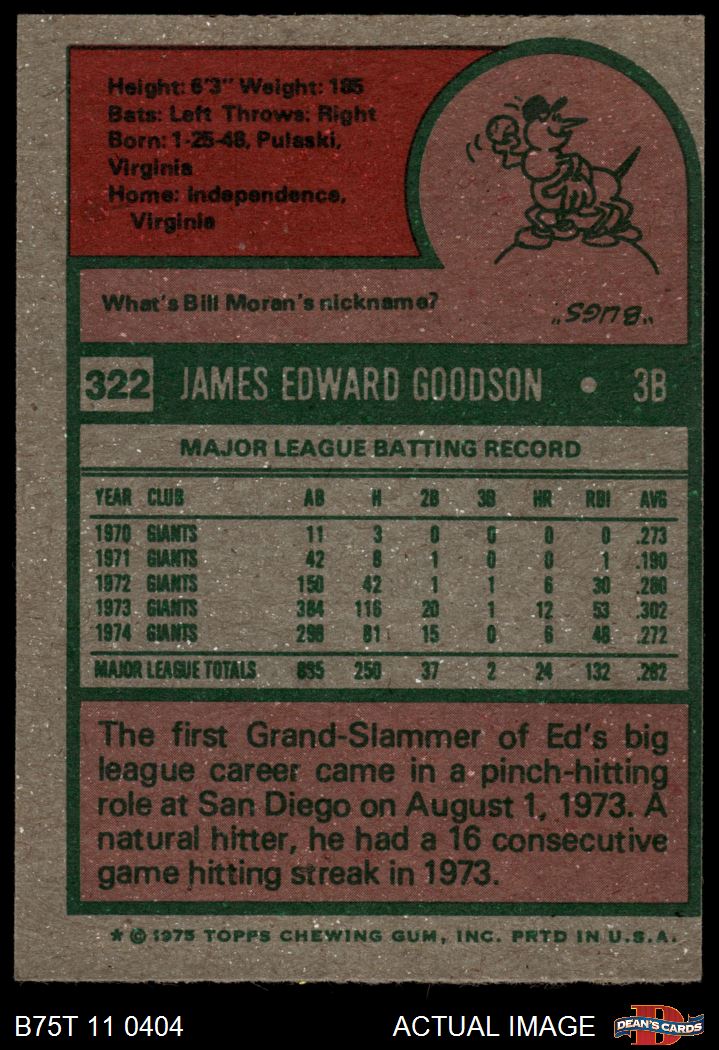 Height: 6'3" Weight: 185
Bats: Left Throws: Right
Born: 1-25-48, Pulaski,
Virginia
Home: Independence,
Virginia
What's Bill Moran's nickname?
"BUGS"
322 JAMES EDWARD GOODSON • 3B
MAJOR LEAGUE BATTING RECORD
YEAR CLUB AB H 2B 3B HR RBI AVG
1970 GIANTS 11 3 0 0 0 0 .273
1971 GIANTS 42 8 1 0 0 1 .190
1972 GIANTS 150 42 1 1 6 30 .280
1973 GIANTS 384 116 20 1 12 53 .302
1974 GIANTS 298 81 15 0 6 48 .272
MAJOR LEAGUE TOTALS 885 250 37 2 24 132 .282
The first Grand-Slammer of Ed's big
league career came in a pinch-hitting
role at San Diego on August 1, 1973. A
natural hitter, he had a 16 consecutive
game hitting streak in 1973.
* © 1975 TOPPS CHEWING GUM, INC. PRTD IN U.S.A.
B75T 11 0404 ACTUAL IMAGE DEAN'S CARDS